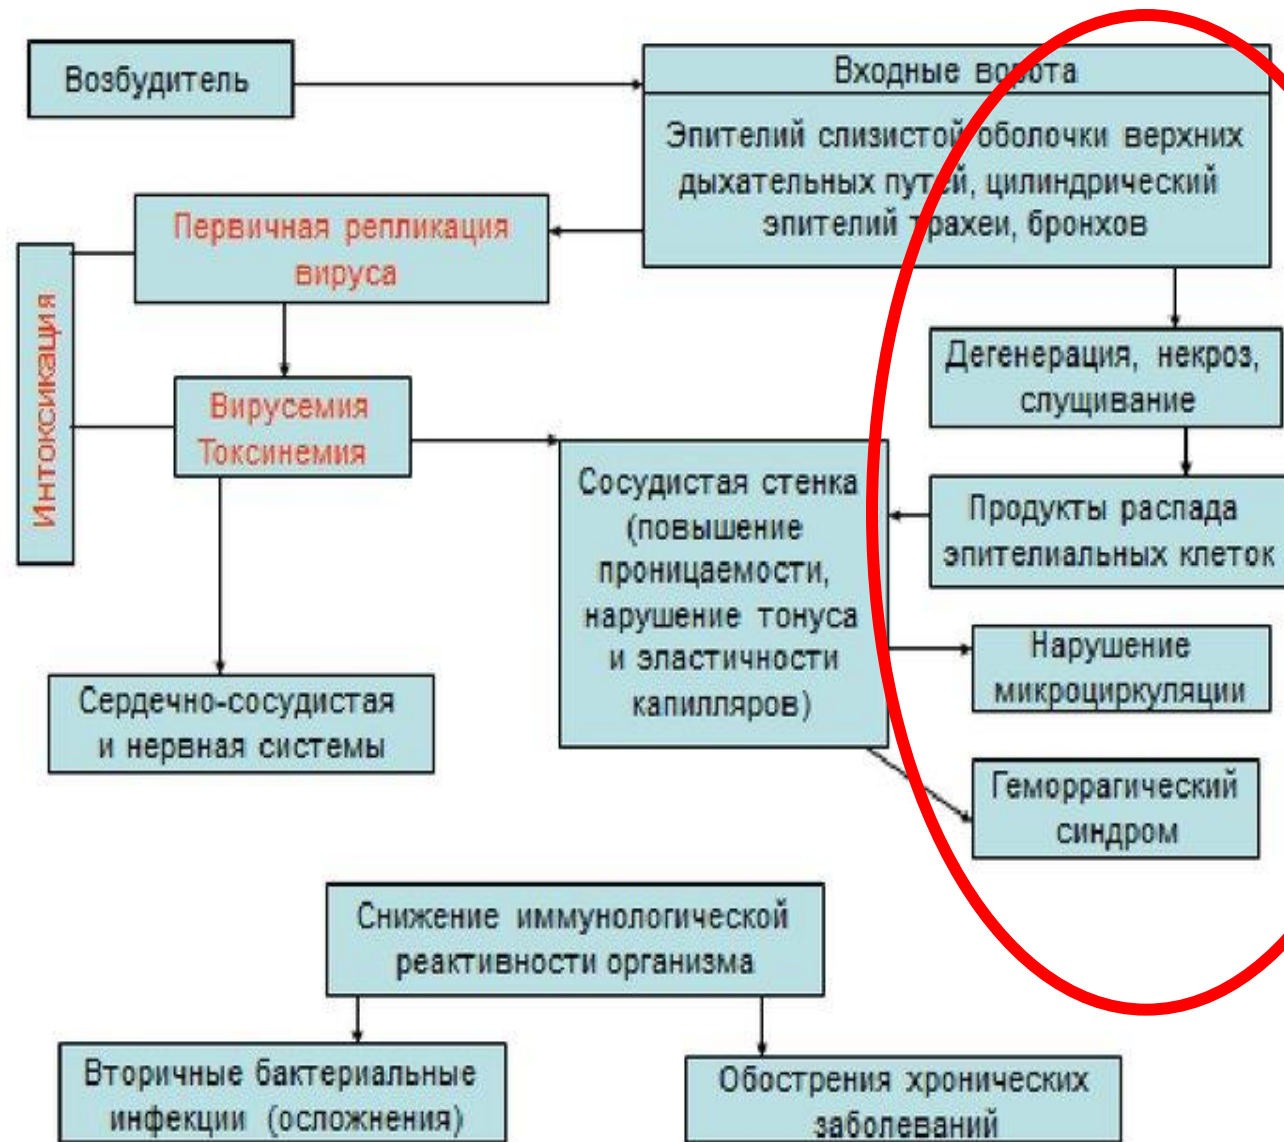 Возбудитель
Входные ворота
Эпителий слизистой оболочки верхних
дыхательных путей, цилиндрический
эпителий трахеи, бронхов
Первичная репликация
вируса
Интоксикация
Вирусемия
Токсинемия
Дегенерация, некроз,
слущивание
Сосудистая стенка
(повышение
проницаемости,
нарушение тонуса
и эластичности
капилляров)
Продукты распада
эпителиальных клеток
Нарушение
микроциркуляции
Сердечно-сосудистая
и нервная системы
Геморрагический
синдром
Снижение иммунологической
реактивности организма
Вторичные бактериальные
инфекции (осложнения)
Обострения хронических
заболеваний